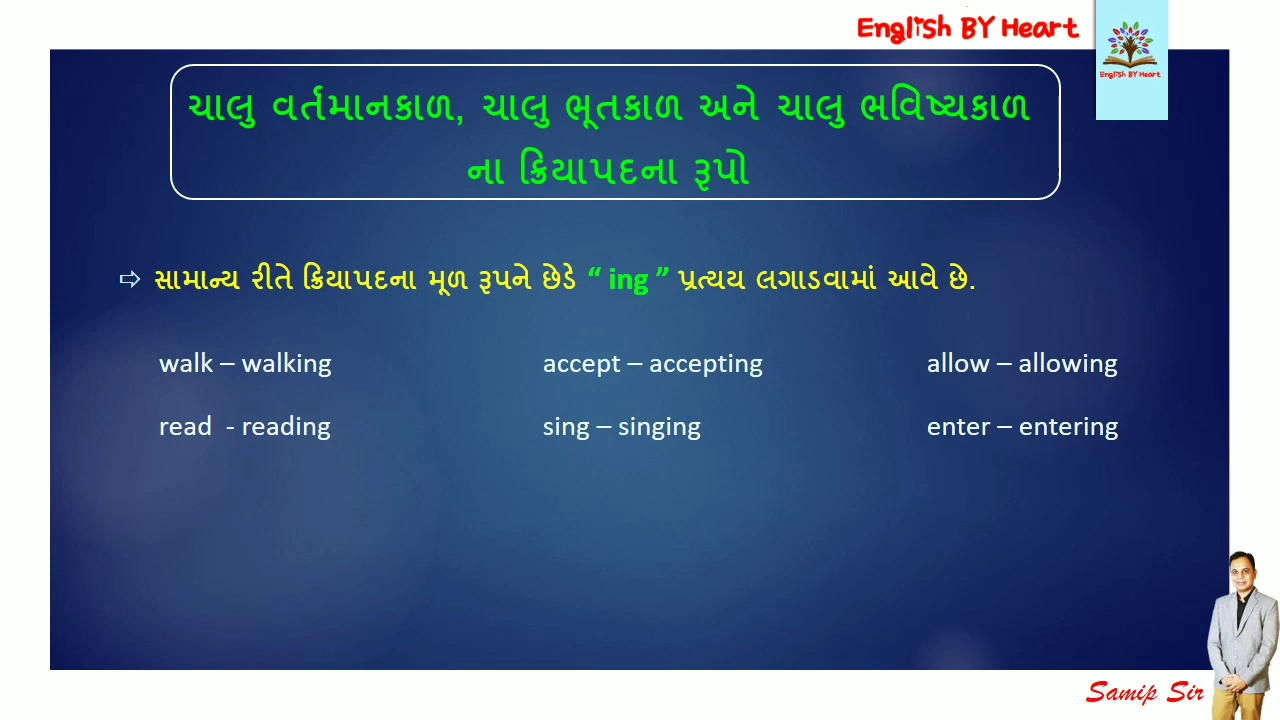 English BY Heart
English BY Heart
ચાલુ વર્તમાનકાળ, ચાલુ ભૂતકાળ અને ચાલુ ભવિષ્યકાળ
ના ક્રિયાપદના રૂપો
⇨ સામાન્ય રીતે ક્રિયાપદના મૂળ રૂપને છેડે “ ing ” પ્રત્યય લગાડવામાં આવે છે.
walk – walking accept – accepting allow – allowing
read - reading sing – singing enter – entering
Samip Sir